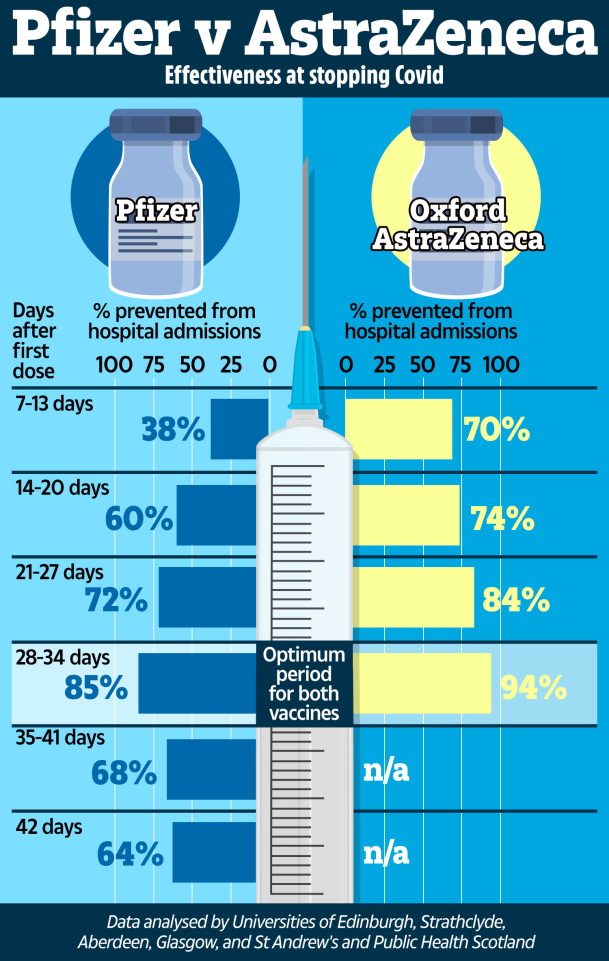 Pfizer v AstraZeneca
Effectiveness at stopping Covid
Pfizer
Oxford
AstraZeneca
Days
after
first
dose
% prevented from
hospital admissions
100 75 50 25 0
% prevented from
hospital admissions
0 25 50 75 100
7-13 days
38%
70%
14-20 days
60%
74%
21-27 days
72%
84%
28-34 days
85%
Optimum
period
for both
vaccines
94%
35-41 days
68%
n/a
42 days
64%
n/a
Data analysed by Universities of Edinburgh, Strathclyde,
Aberdeen, Glasgow, and St Andrew's and Public Health Scotland